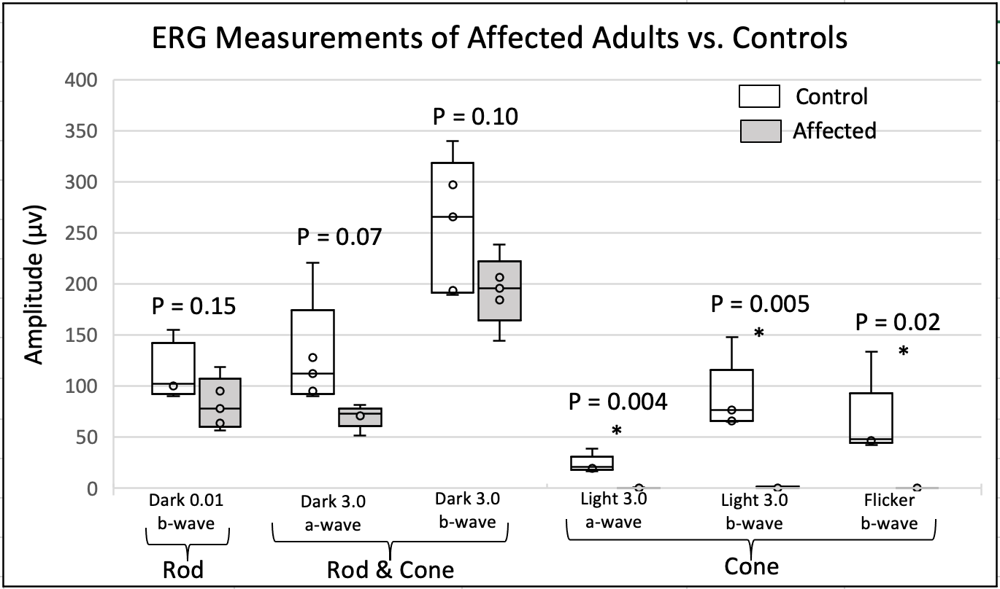 ERG Measurements of Affected Adults vs. Controls
Control
Affected
Amplitude (µv)
400
350
300
250
200
150
100
50
0
P = 0.15
P = 0.07
P = 0.10
P = 0.004
*
P = 0.005
*
P = 0.02
*
Dark 0.01
b-wave
Dark 3.0
a-wave
Dark 3.0
b-wave
Light 3.0
a-wave
Light 3.0
b-wave
Flicker
b-wave
Rod
Rod & Cone
Cone